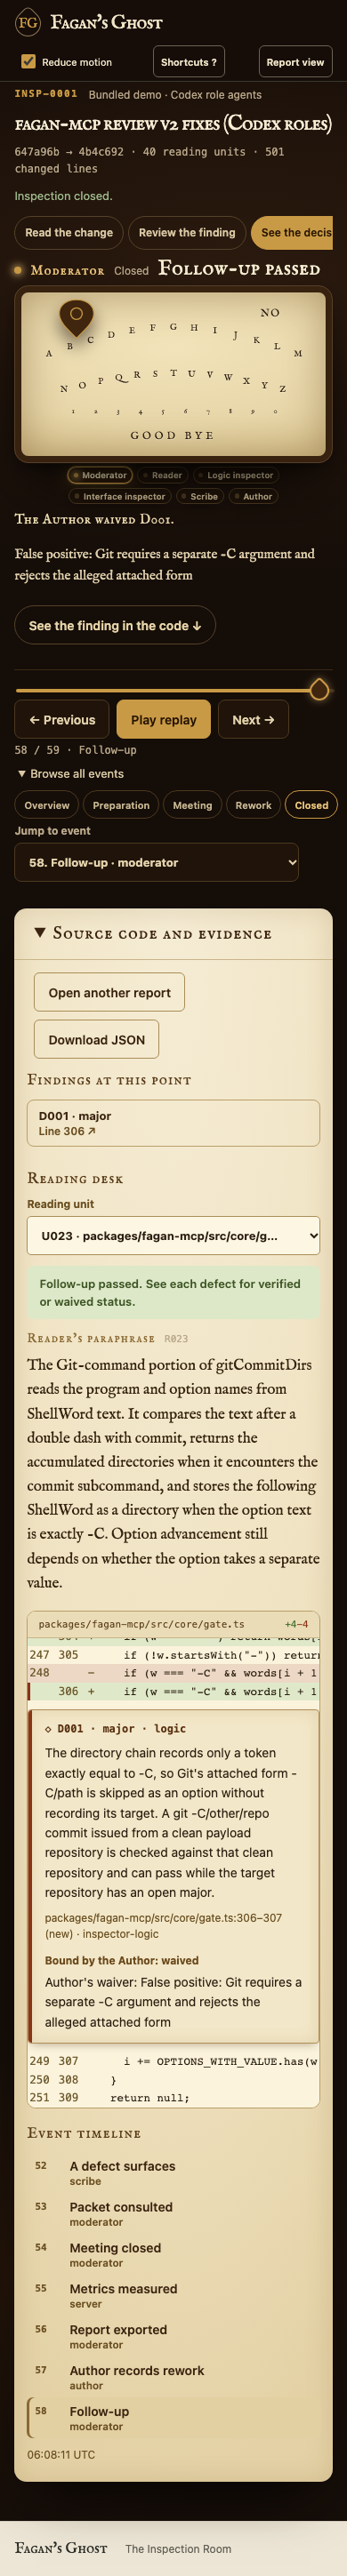 FG Fagan's Ghost
Reduce motion
Shortcuts ?
Report view
INSP-0001 Bundled demo · Codex role agents
fagan-mcp review v2 fixes (Codex roles)
647a96b → 4b4c692 · 40 reading units · 501
changed lines
Inspection closed.
Read the change
Review the finding
See the decis
Moderator Closed Follow-up passed
NO
A B C D E F G H I J K L M
N O P Q R S T U V W X Y Z
1 2 3 4 5 6 7 8 9 0
GOOD BYE
Moderator Reader Logic inspector
Interface inspector Scribe Author
The Author waived D001.
False positive: Git requires a separate -C argument and
rejects the alleged attached form
See the finding in the code ↓
← Previous
Play replay
Next →
58 / 59 · Follow-up
▼ Browse all events
Overview Preparation Meeting Rework Closed
Jump to event
58. Follow-up · moderator
▼ Source code and evidence
Open another report
Download JSON
Findings at this point
D001 · major
Line 306 ↗
Reading desk
Reading unit
U023 · packages/fagan-mcp/src/core/g...
Follow-up passed. See each defect for verified
or waived status.
Reader's paraphrase R023
The Git-command portion of gitCommitDirs
reads the program and option names from
ShellWord text. It compares the text after a
double dash with commit, returns the
accumulated directories when it encounters the
commit subcommand, and stores the following
ShellWord as a directory when the option text
is exactly -C. Option advancement still
depends on whether the option takes a separate
value.
packages/fagan-mcp/src/core/gate.ts +4−4
247 305 if (!w.startsWith("-")) return
248 − if (w === "-C" && words[i + 1
306 + if (w === "-C" && words[i + 1
◇ D001 · major · logic
The directory chain records only a token
exactly equal to -C, so Git's attached form -
C/path is skipped as an option without
recording its target. A git -C/other/repo
commit issued from a clean payload
repository is checked against that clean
repository and can pass while the target
repository has an open major.
packages/fagan-mcp/src/core/gate.ts:306–307
(new) · inspector-logic
Bound by the Author: waived
Author's waiver: False positive: Git requires a
separate -C argument and rejects the
alleged attached form
249 307 i += OPTIONS_WITH_VALUE.has(w
250 308 }
251 309 return null;
Event timeline
52 A defect surfaces
scribe
53 Packet consulted
moderator
54 Meeting closed
moderator
55 Metrics measured
server
56 Report exported
moderator
57 Author records rework
author
58 Follow-up
moderator
06:08:11 UTC
Fagan's Ghost The Inspection Room